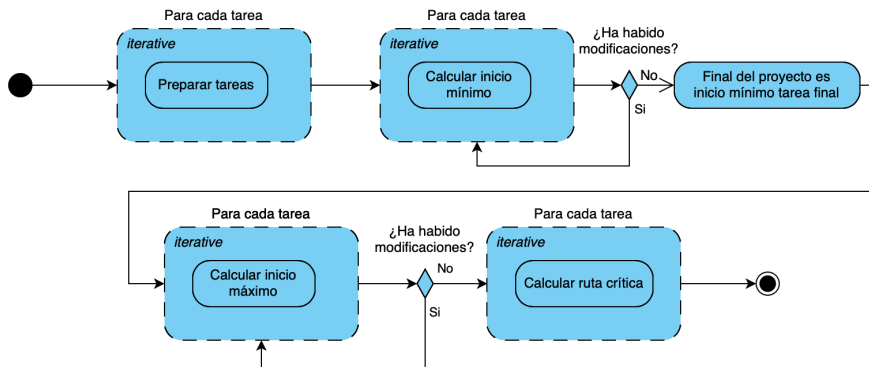 Para cada tarea
iterative
Preparar tareas
Para cada tarea
iterative
Calcular inicio
mínimo
¿Ha habido
modificaciones?
No
Si
Final del proyecto es
inicio mínimo tarea final
Para cada tarea
iterative
Calcular inicio
máximo
¿Ha habido
modificaciones?
No
Si
Para cada tarea
iterative
Calcular ruta crítica